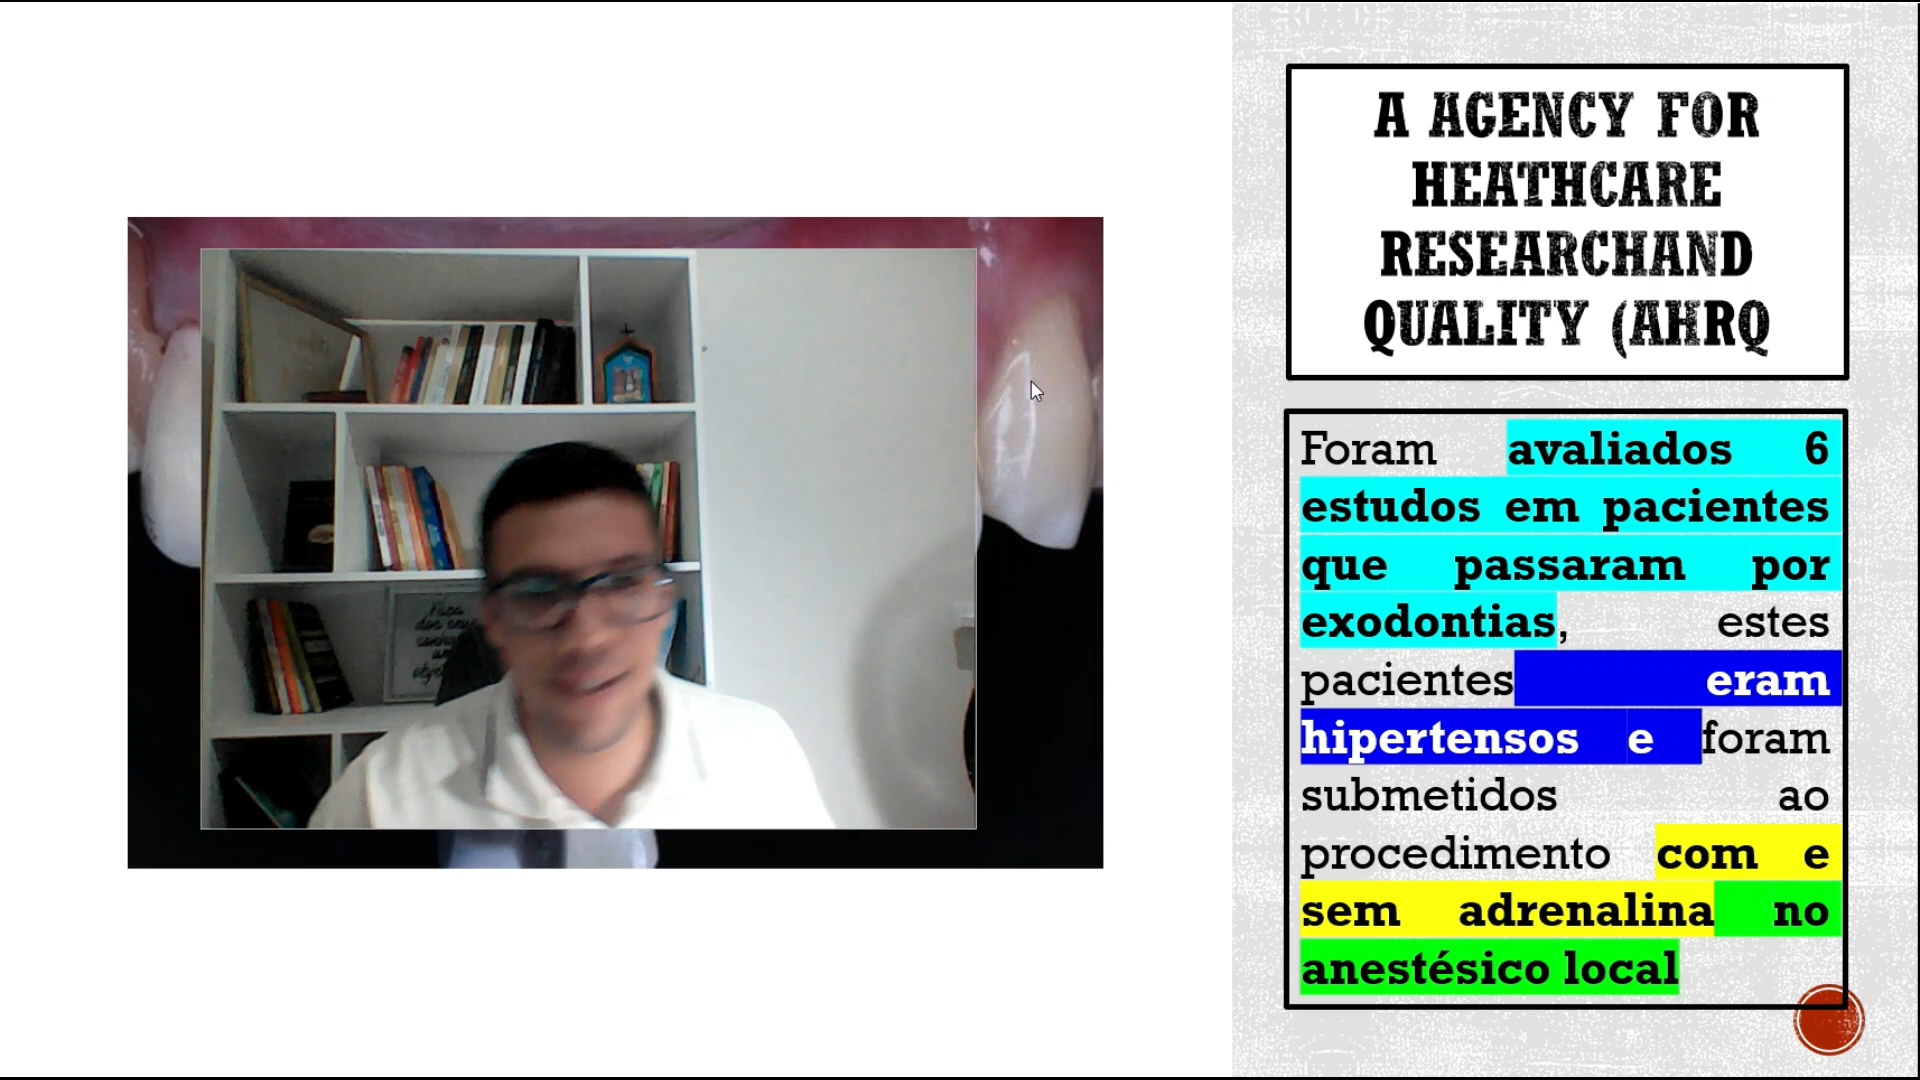 A AGENCY FOR
HEATHCARE
RESEARCHAND
QUALITY (AHRQ
Foram avaliados 6
estudos em pacientes
que passaram por
exodontias, estes
pacientes eram
hipertensos e foram
submetidos ao
procedimento com e
sem adrenalina no
anestésico local